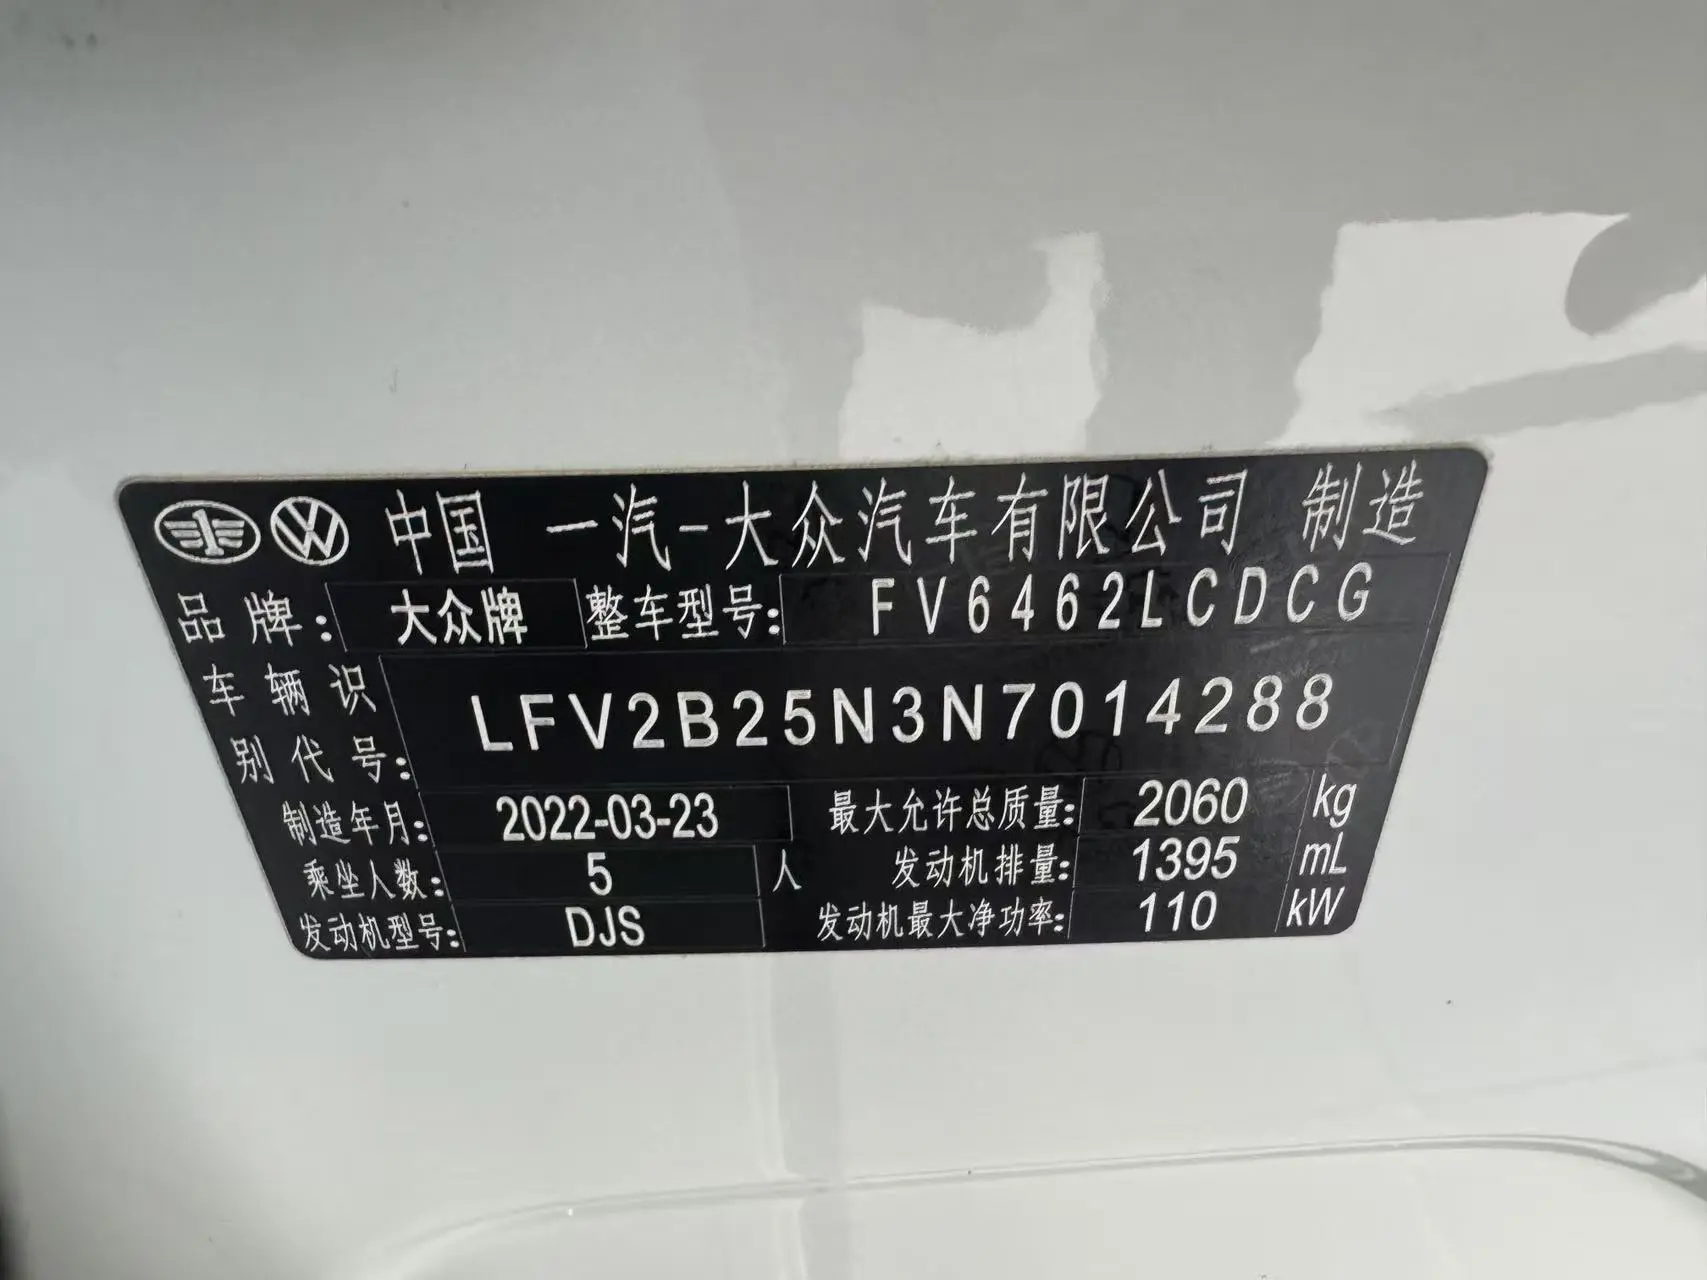 中国 一汽-大众汽车有限公司 制造
品牌: 大众牌 整车型号: FV6462LCDCG
车辆识别代号: LFV2B25N3N7014288
制造年月: 2022-03-23 最大允许总质量: 2060 kg
乘坐人数: 5 人 发动机排量: 1395 mL
发动机型号: DJS 发动机最大净功率: 110 kW